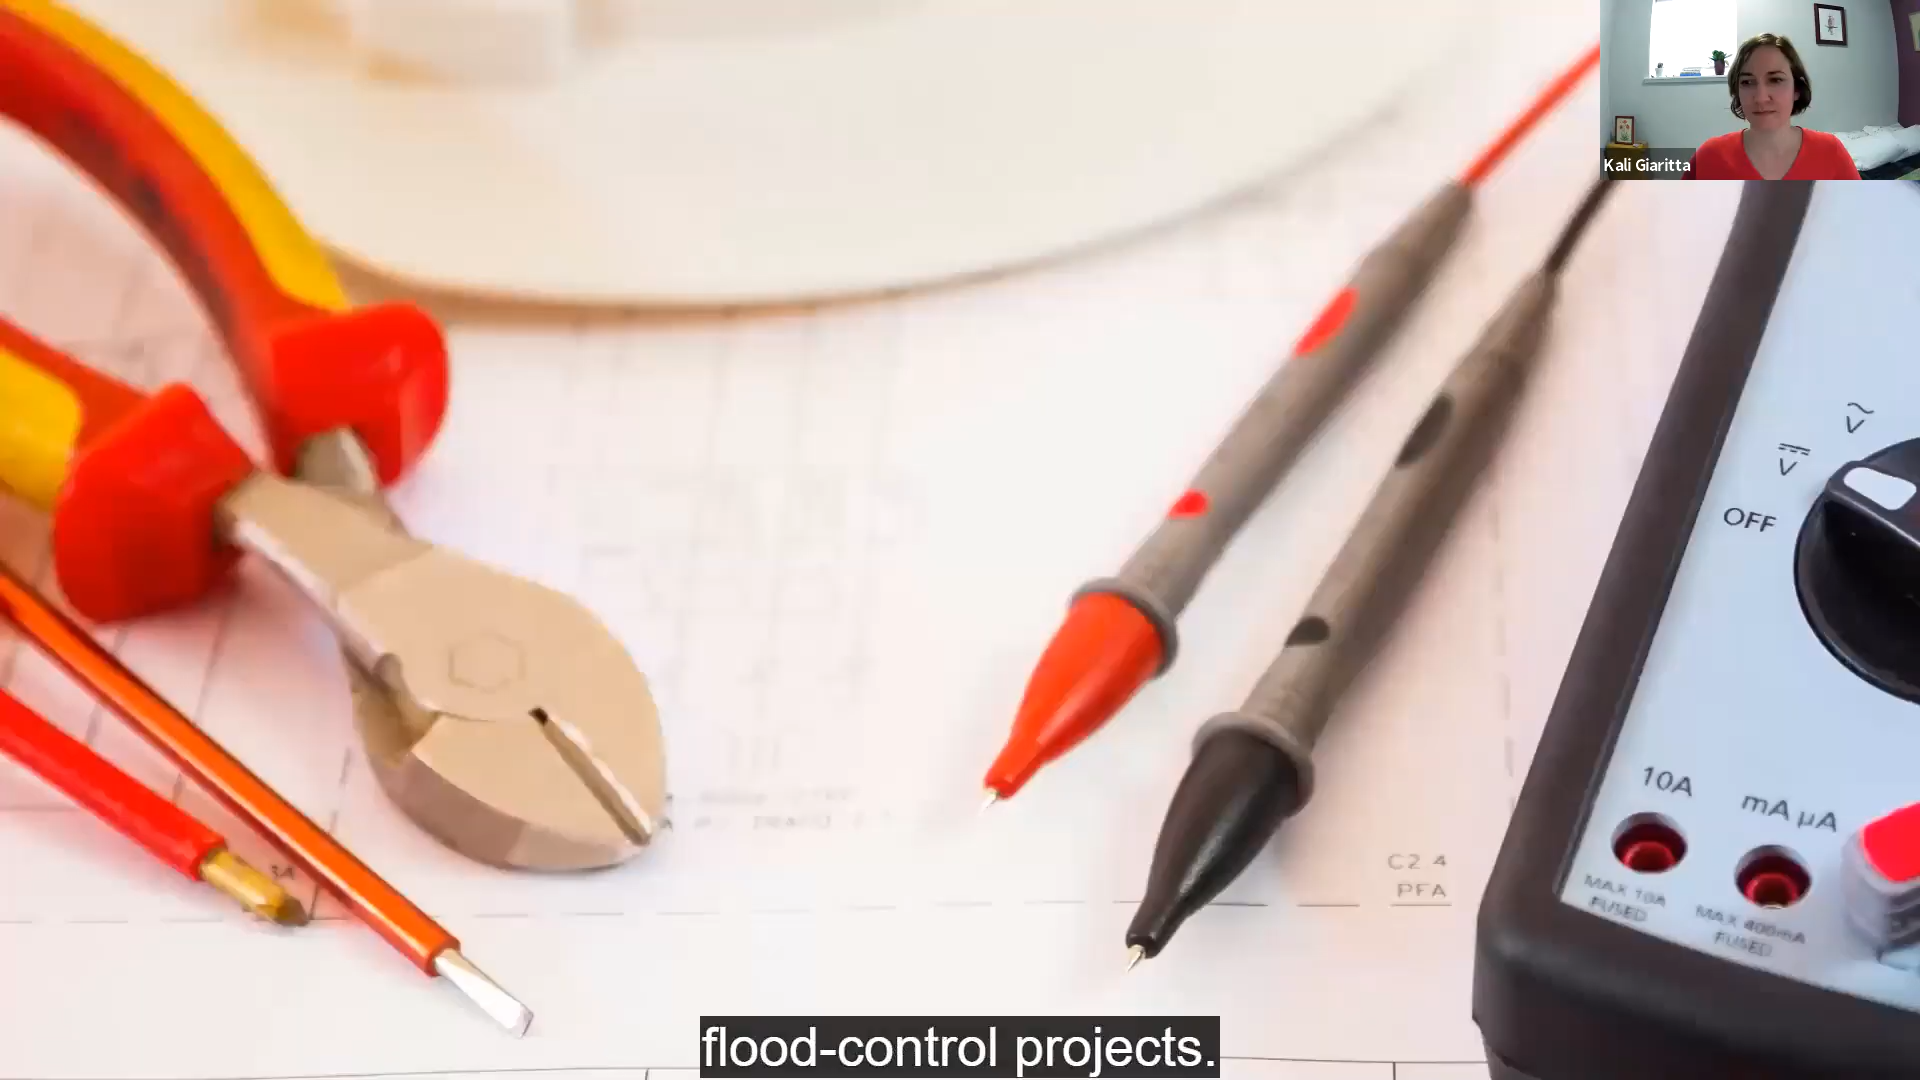 Kali Giaritta
V
V
OFF
10A
mA µA
MAX 10A
FUSED
MAX 400mA
FUSED
C2 4
PFA
flood-control projects.